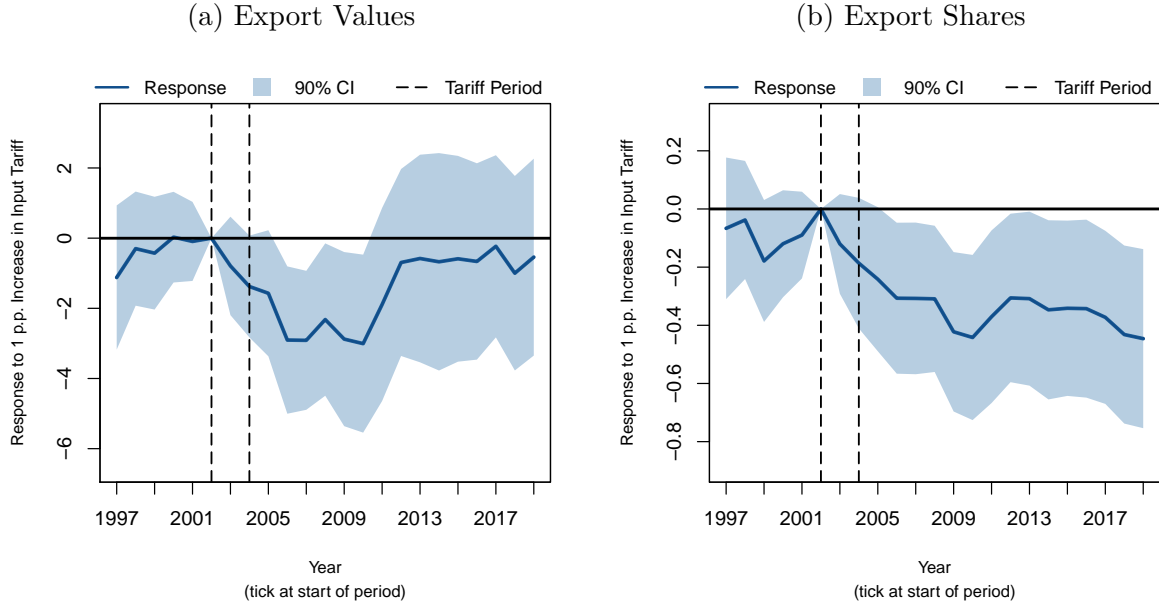 (a) Export Values
Response 90% CI Tariff Period
Response to 1 p.p. Increase in Input Tariff
2
0
−2
−4
−6
1997 2001 2005 2009 2013 2017
Year
(tick at start of period)
(b) Export Shares
Response 90% CI Tariff Period
Response to 1 p.p. Increase in Input Tariff
0.2
0.0
−0.2
−0.4
−0.6
−0.8
1997 2001 2005 2009 2013 2017
Year
(tick at start of period)